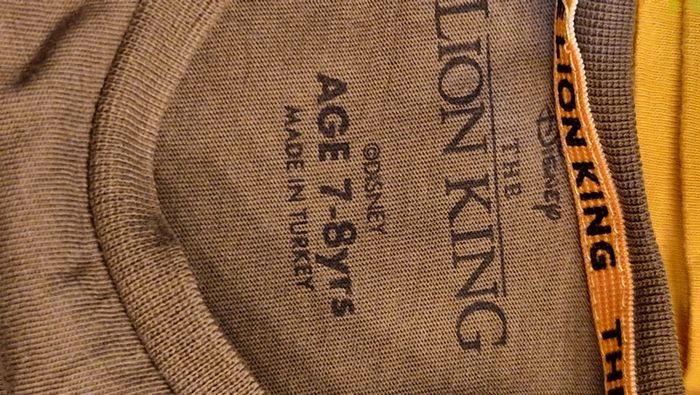 Disney
THE
LION KING
©DISNEY
AGE 7-8yrs
MADE IN TURKEY
LION KING THE